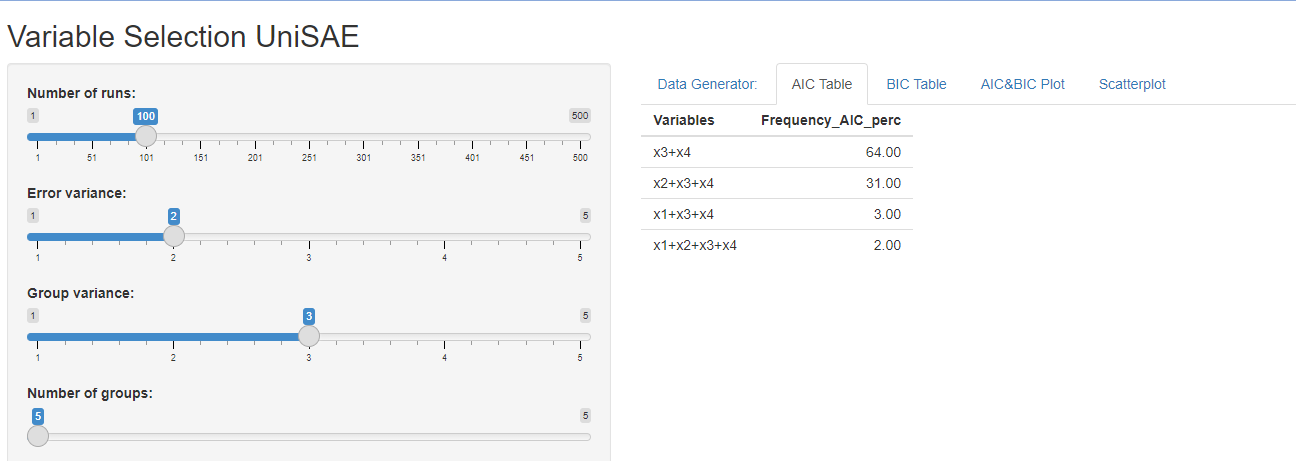 Variable Selection UniSAE
Number of runs:
1 100 500
1 51 101 151 201 251 301 351 401 451 500
Error variance:
1 2 5
1 2 3 4 5
Group variance:
1 3 5
1 2 3 4 5
Number of groups:
5 5
Data Generator: AIC Table BIC Table AIC&BIC Plot Scatterplot
Variables Frequency_AIC_perc
x3+x4 64.00
x2+x3+x4 31.00
x1+x3+x4 3.00
x1+x2+x3+x4 2.00